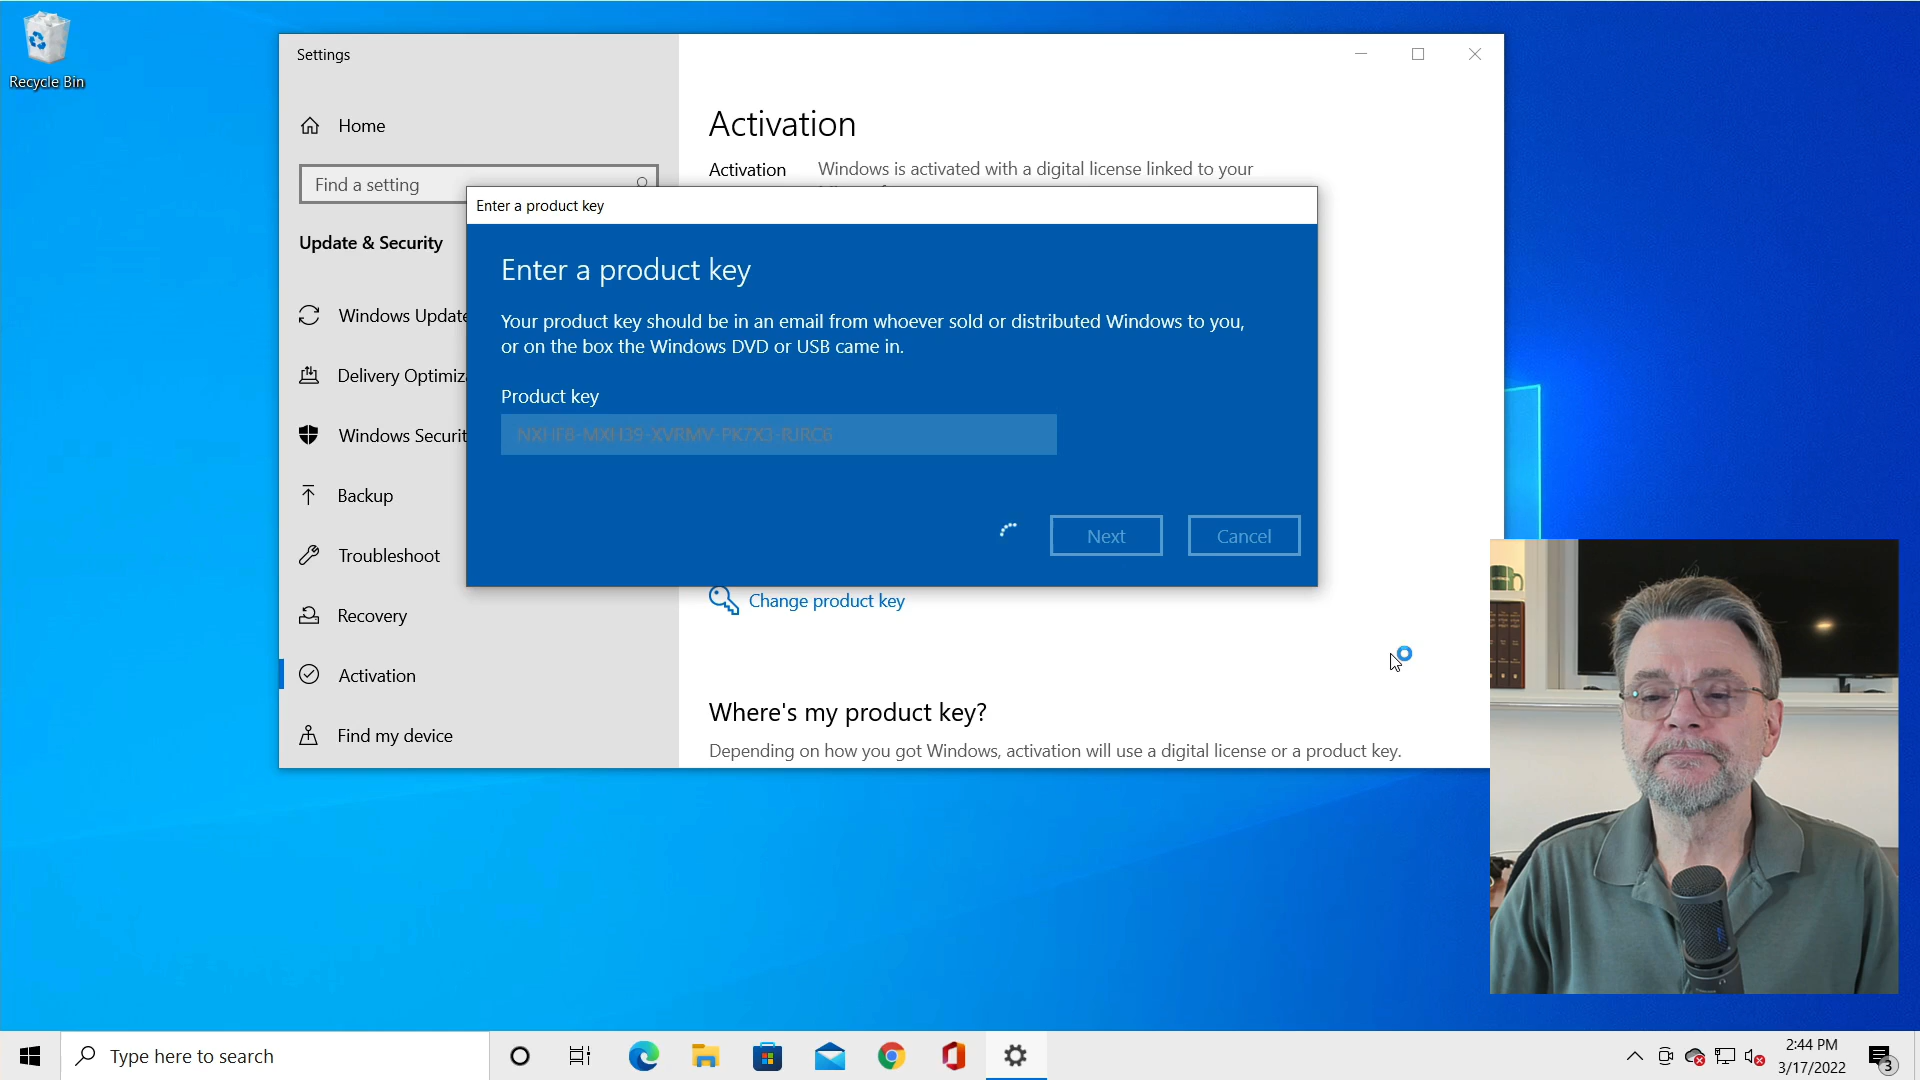 Recycle Bin
Settings
Home
Find a setting
Update & Security
Windows Update
Delivery Optimiz
Windows Securit
Backup
Troubleshoot
Recovery
Activation
Find my device
Activation
Activation Windows is activated with a digital license linked to your
Enter a product key
Enter a product key
Your product key should be in an email from whoever sold or distributed Windows to you,
or on the box the Windows DVD or USB came in.
Product key
Next Cancel
Change product key
Where's my product key?
Depending on how you got Windows, activation will use a digital license or a product key.
Type here to search
2:44 PM
3/17/2022
3